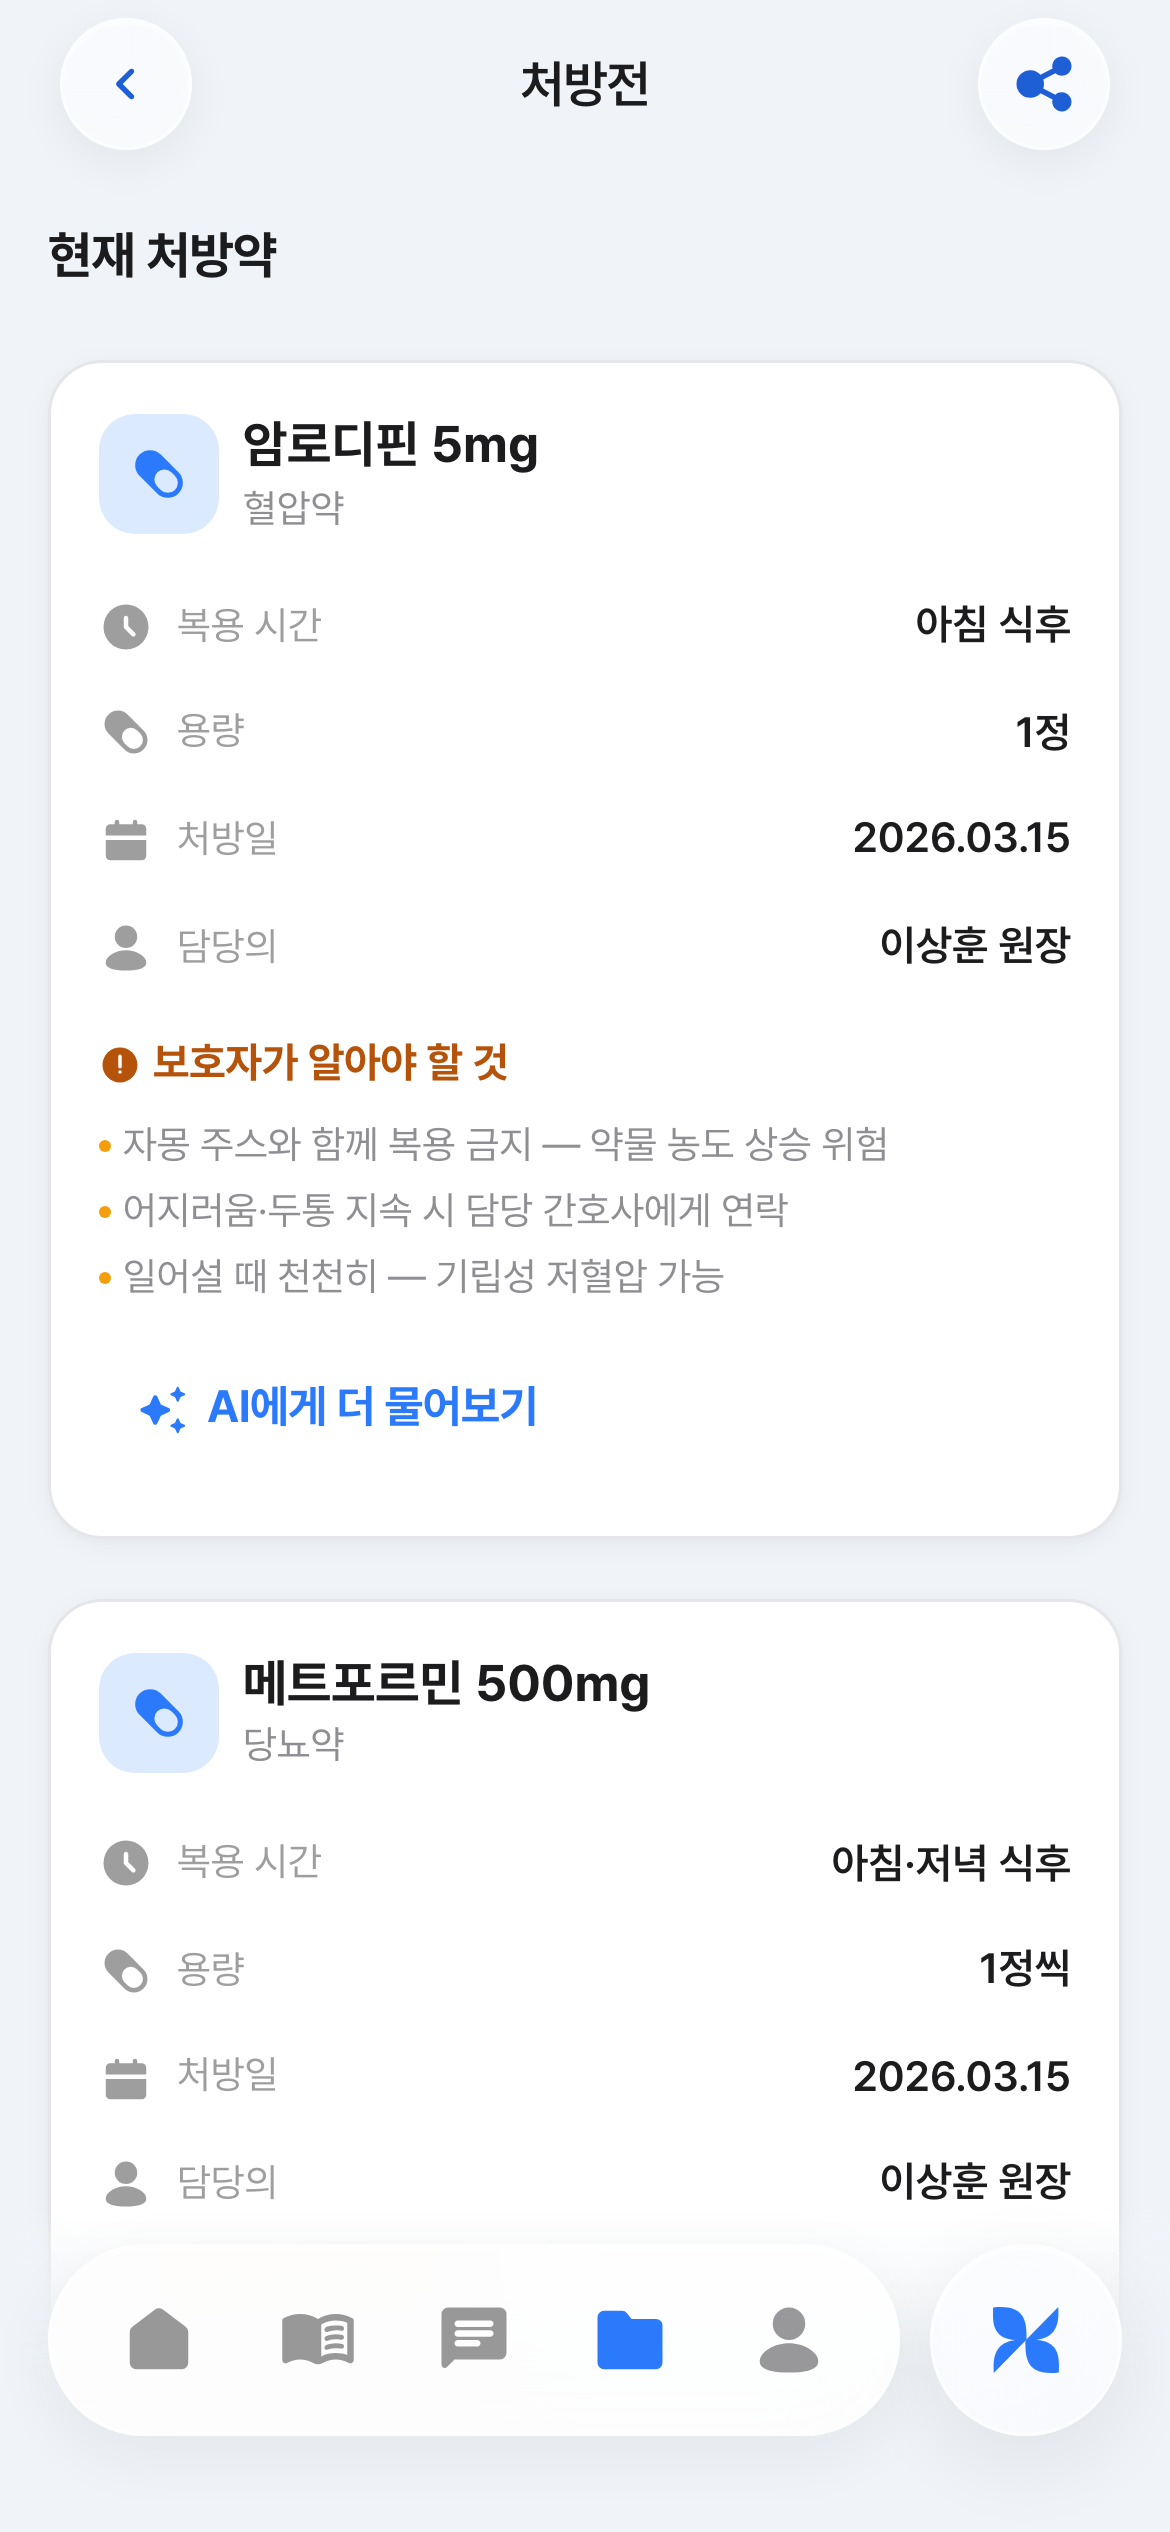 처방전
현재 처방약
암로디핀 5mg
혈압약
복용 시간 아침 식후
용량 1정
처방일 2026.03.15
담당의 이상훈 원장
보호자가 알아야 할 것
자몽 주스와 함께 복용 금지 — 약물 농도 상승 위험
어지러움·두통 지속 시 담당 간호사에게 연락
일어설 때 천천히 — 기립성 저혈압 가능
AI에게 더 물어보기
메트포르민 500mg
당뇨약
복용 시간 아침·저녁 식후
용량 1정씩
처방일 2026.03.15
담당의 이상훈 원장